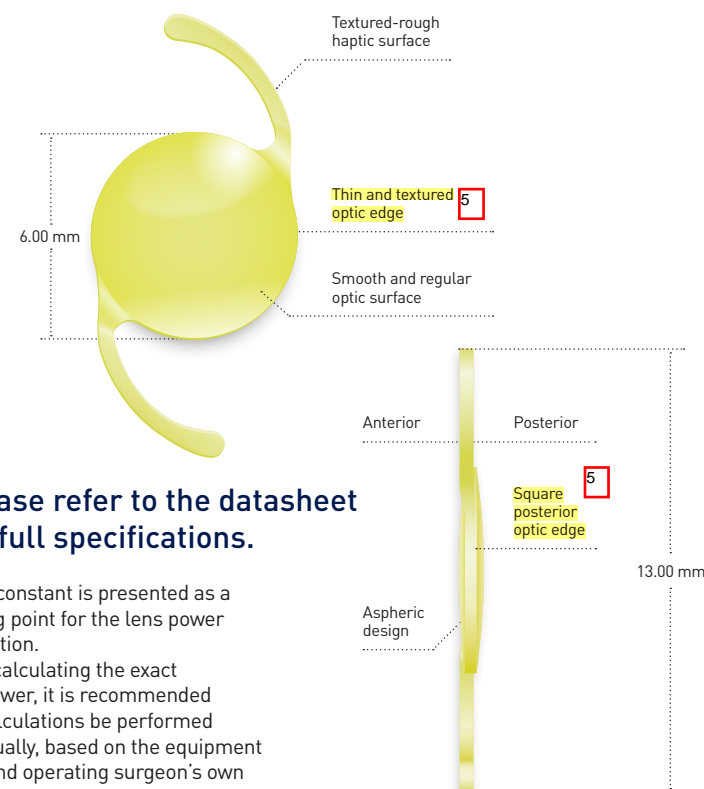 Textured-rough
haptic surface
Thin and textured
optic edge
5
6.00 mm
Smooth and regular
optic surface
Anterior
Posterior
5
Square
posterior
optic edge
13.00 mm
Aspheric
design
ase refer to the datasheet
full specifications.
constant is presented as a
g point for the lens power
tion.
calculating the exact
wer, it is recommended
lculations be performed
ually, based on the equipment
nd operating surgeon's own